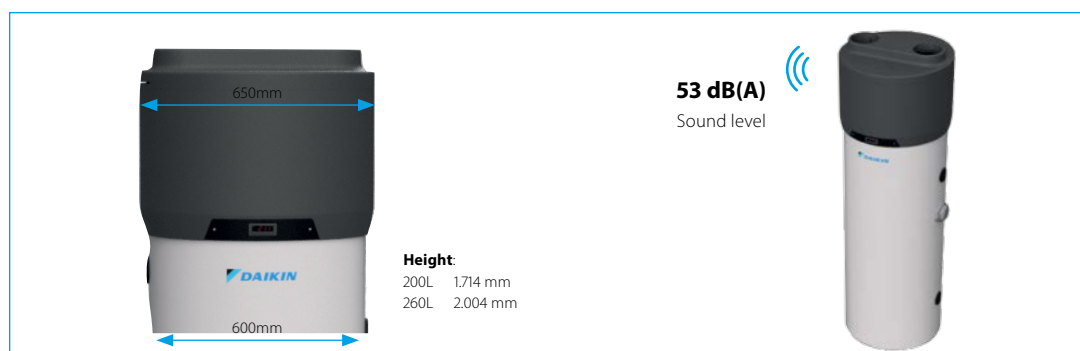 650mm
DAIKIN
600mm
Height:
200L 1.714 mm
260L 2.004 mm
53 dB(A)
Sound level
DAIKIN